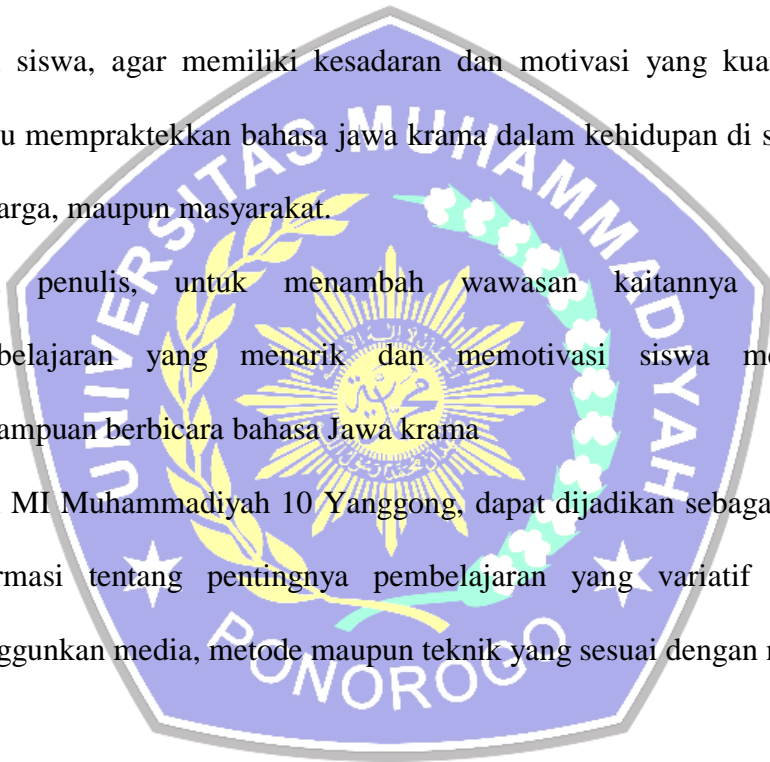 siswa, agar memiliki kesadaran dan motivasi yang kua
u mempraktekkan bahasa jawa krama dalam kehidupan di s
arga, maupun masyarakat.
penulis, untuk menambah wawasan kaitannya
belajaran yang menarik dan memotivasi siswa me
ampuan berbicara bahasa Jawa krama
MI Muhammadiyah 10 Yanggong, dapat dijadikan sebaga
rmasi tentang pentingnya pembelajaran yang variatif
ggunkan media, metode maupun teknik yang sesuai dengan
UNIVERSITAS MUHAMMADIYAH
PONOROGO